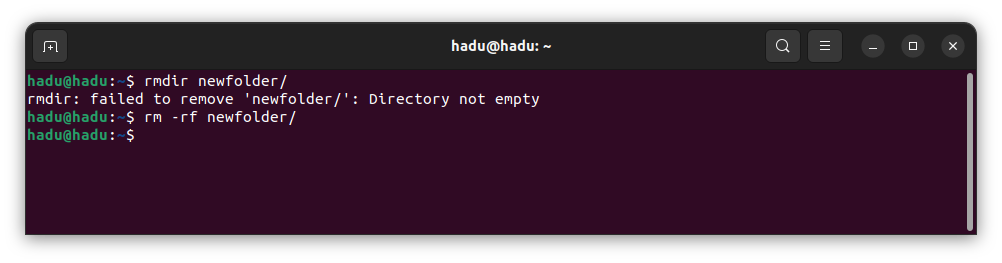 hadu@hadu: ~
hadu@hadu:~$ rmdir newfolder/
rmdir: failed to remove 'newfolder/': Directory not empty
hadu@hadu:~$ rm -rf newfolder/
hadu@hadu:~$